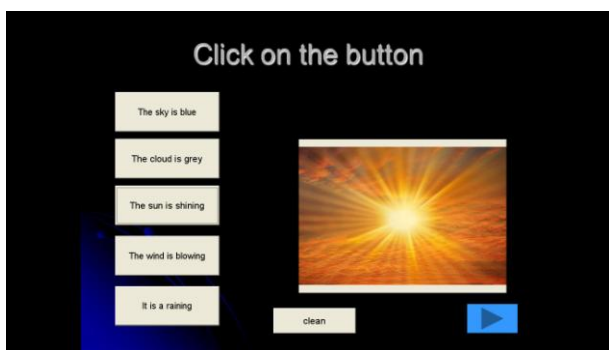 Click on the button
The sky is blue
The cloud is grey
The sun is shining
The wind is blowing
It is a raining
clean